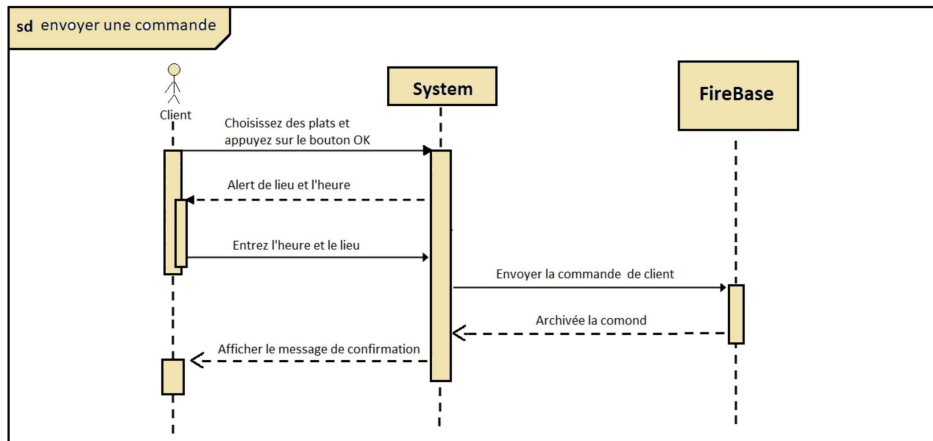 sd envoyer une commande
Client
System
FireBase
Choisissez des plats et
appuyez sur le bouton OK
Alert de lieu et l'heure
Entrez l'heure et le lieu
Envoyer la commande de client
Archivée la comond
Afficher le message de confirmation